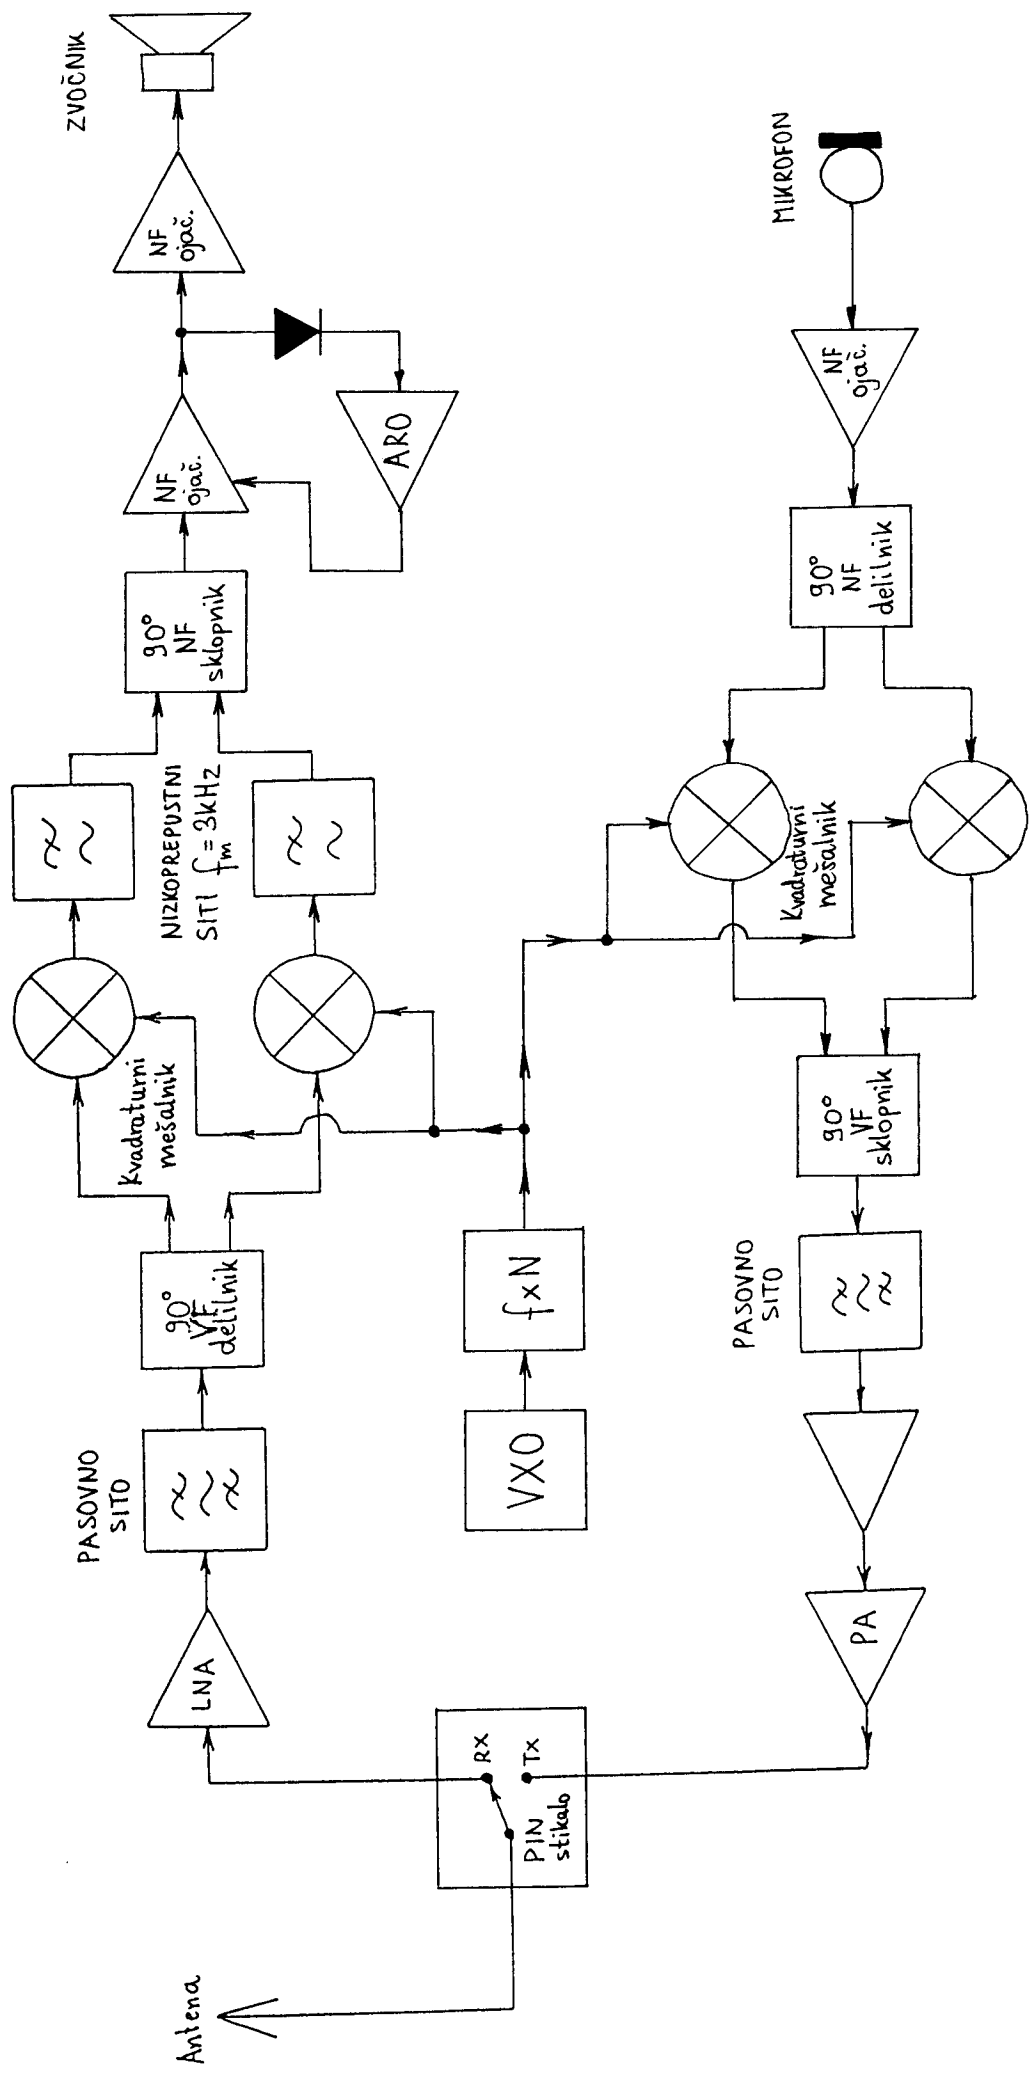 Antena
PIN
stikalo
RX
TX
LNA
PASOVNO
SITO
90°
VF
delilnik
Kvadraturni
mešalnik
NIZKOPREPUSTNI
SITI fm = 3kHz
90°
NF
sklopnik
NF
ojač.
ARO
NF
ojač.
ZVOČNIK
VXO
f×N
MIKROFON
NF
ojač.
90°
NF
delilnik
Kvadraturni
mešalnik
90°
VF
sklopnik
PASOVNO
SITO
PA